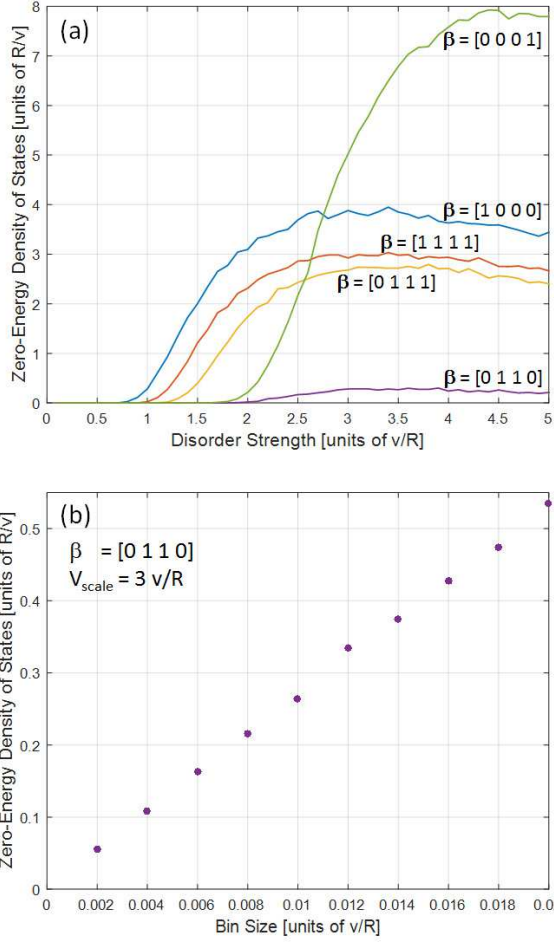 (a)
Zero-Energy Density of States [units of R/v]
8
7
6
5
4
3
2
1
0
β = [0 0 0 1]
β = [1 0 0 0]
β = [1 1 1 1]
β = [0 1 1 1]
β = [0 1 1 0]
0 0.5 1 1.5 2 2.5 3 3.5 4 4.5 5
Disorder Strength [units of v/R]
(b)
β = [0 1 1 0]
Vscale = 3 v/R
Zero-Energy Density of States [units of R/v]
0.5
0.4
0.3
0.2
0.1
0
0 0.002 0.004 0.006 0.008 0.01 0.012 0.014 0.016 0.018 0.0
Bin Size [units of v/R]